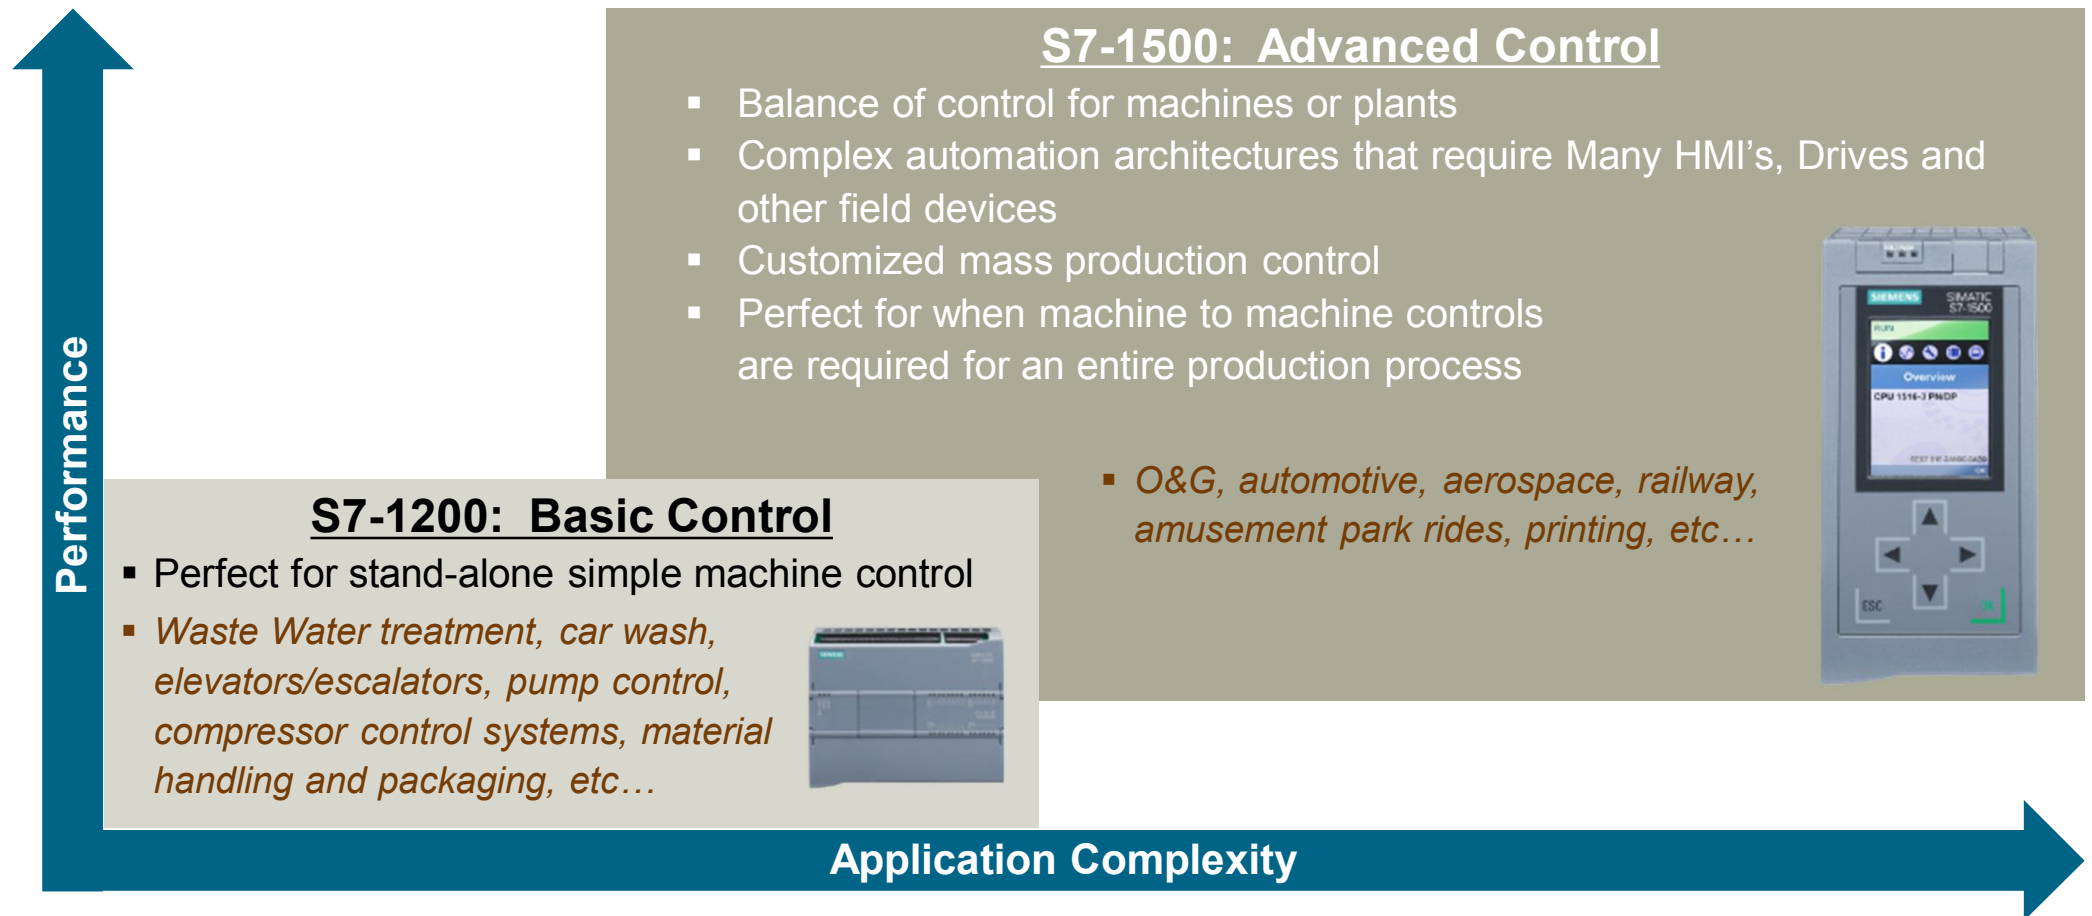 S7-1500:  Advanced Control
▪ Balance of control for machines or plants
▪ Complex automation architectures that require Many HMI’s, Drives and
other field devices
▪ Customized mass production control
▪ Perfect for when machine to machine controls
are required for an entire production process
▪ O&G, automotive, aerospace, railway,
amusement park rides, printing, etc…
SIEMENS
SIMATIC
S7-1500
RUN
Overview
CPU 1516-3 PN/DP
OK
ESC
OK
Performance
S7-1200:  Basic Control
▪ Perfect for stand-alone simple machine control
▪ Waste Water treatment, car wash,
elevators/escalators, pump control,
compressor control systems, material
handling and packaging, etc…
SIEMENS
Application Complexity